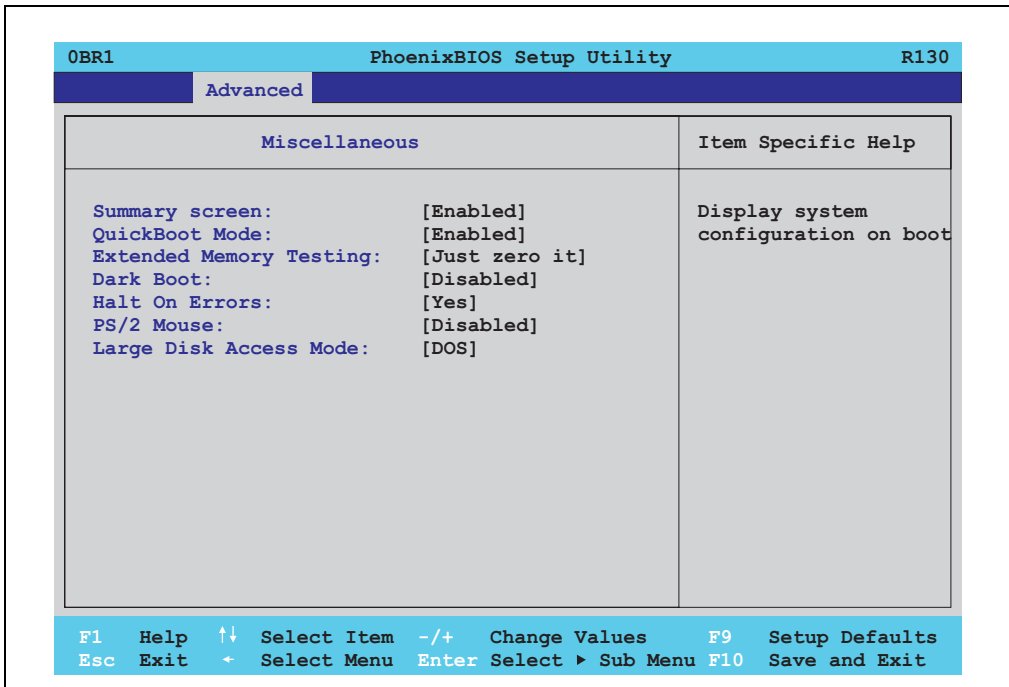 0BR1 PhoenixBIOS Setup Utility R130
Advanced
Miscellaneous Item Specific Help
Summary screen: [Enabled] Display system
QuickBoot Mode: [Enabled] configuration on boot
Extended Memory Testing: [Just zero it]
Dark Boot: [Disabled]
Halt On Errors: [Yes]
PS/2 Mouse: [Disabled]
Large Disk Access Mode: [DOS]
F1 Help ↑↓ Select Item -/+ Change Values F9 Setup Defaults
Esc Exit ← Select Menu Enter Select ▶ Sub Menu F10 Save and Exit